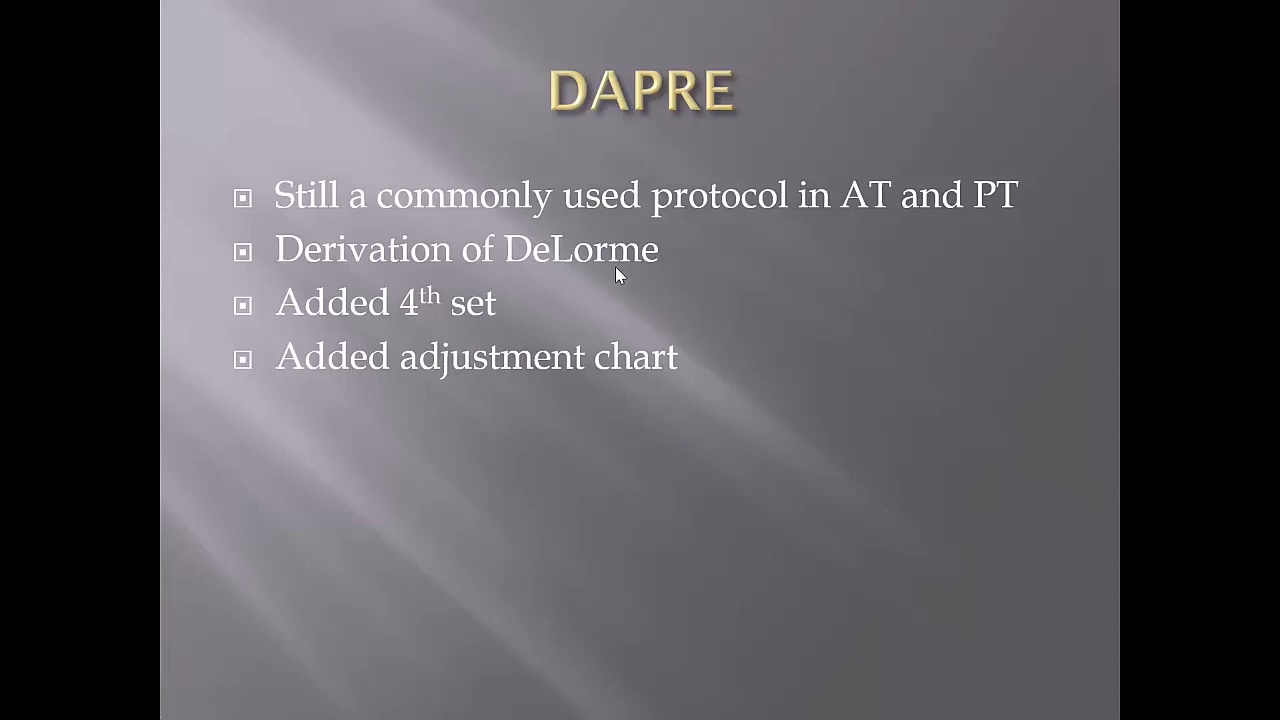 DAPRE
Still a commonly used protocol in AT and PT
Derivation of DeLorme
Added 4th set
Added adjustment chart